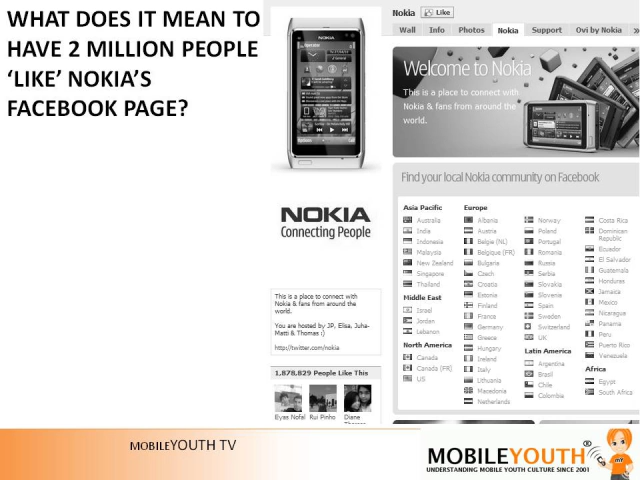 WHAT DOES IT MEAN TO
HAVE 2 MILLION PEOPLE
‘LIKE’ NOKIA’S
FACEBOOK PAGE?
NOKIA
NOKIA
Connecting People
This is a place to connect with
Nokia & fans from around the
world.
You are hosted by JP, Elisa, Juha-
Matti & Thomas :)
http://twitter.com/nokia
1,878,829 People Like This
Eyes Nofal Rui Pinho Diane
Nokia Like
Wall Info Photos Nokia Support Ovi by Nokia »
Welcome to Nokia
This is a place to connect with
Nokia & fans from around the
world.
Find your local Nokia community on Facebook
Asia Pacific
Australia
India
Indonesia
Malaysia
New Zealand
Singapore
Thailand
Middle East
Israel
Jordan
Lebanon
North America
Canada
Canada (FR)
US
Europe
Albania
Austria
Belgie (NL)
Belgique (FR)
Bulgaria
Czech
Croatia
Estonia
Finland
France
Germany
Greece
Hungary
Ireland
Italy
Lithuania
Macedonia
Netherlands
Norway
Poland
Portugal
Romania
Russia
Serbia
Slovakia
Slovenia
Spain
Sweden
Switzerland
UK
Latin America
Argentina
Brasil
Chile
Colombia
Costa Rica
Dominican
Republic
Ecuador
El Salvador
Guatemala
Honduras
Jamaica
Mexico
Nicaragua
Panama
Peru
Puerto Rico
Venezuela
Africa
Egypt
South Africa
MOBILEYOUTH TV
MOBILEYOUTH®
UNDERSTANDING MOBILE YOUTH CULTURE SINCE 2001